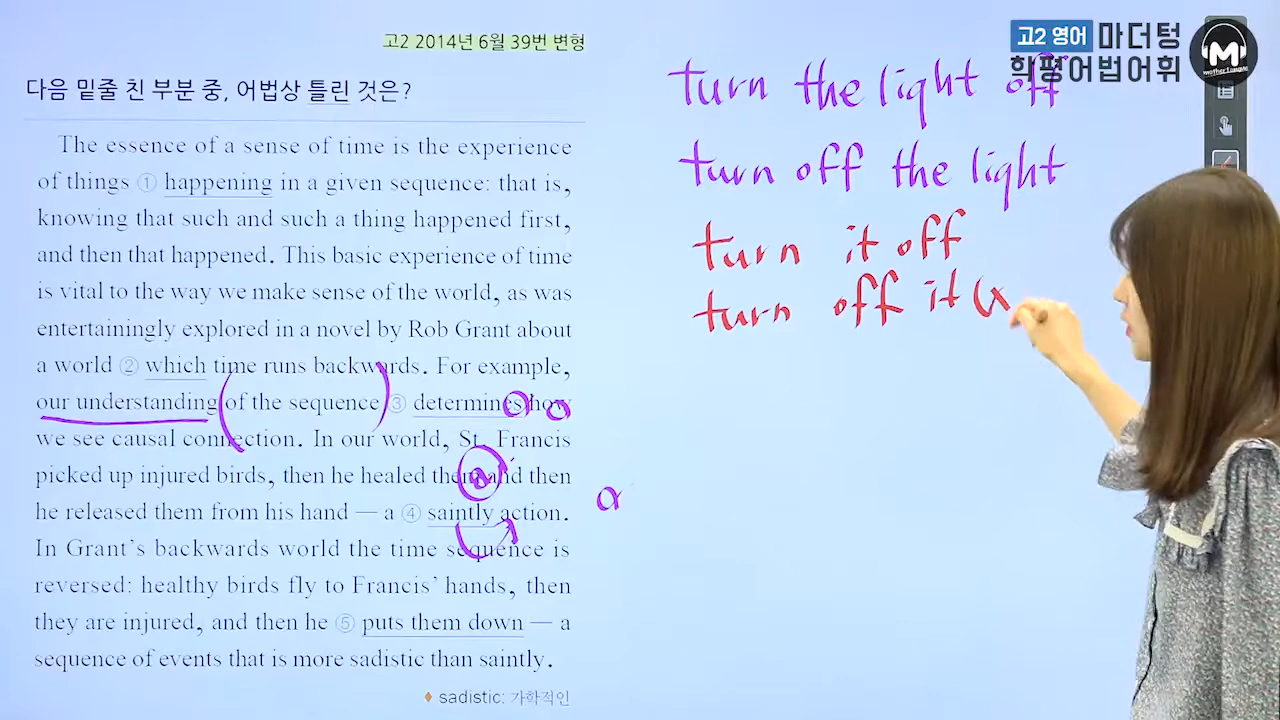 고2 2014년 6월 39번 변형
고2 영어 마더텅
학평어법어휘
mother tongue
다음 밑줄 친 부분 중, 어법상 틀린 것은?
The essence of a sense of time is the experience
of things ① happening in a given sequence: that is,
knowing that such and such a thing happened first,
and then that happened. This basic experience of time
is vital to the way we make sense of the world, as was
entertainingly explored in a novel by Rob Grant about
a world ② which time runs backwards. For example,
our understanding of the sequence ③ determines how
we see causal connection. In our world, St. Francis
picked up injured birds, then he healed them and then
he released them from his hand — a ④ saintly action.
In Grant's backwards world the time sequence is
reversed: healthy birds fly to Francis' hands, then
they are injured, and then he ⑤ puts them down — a
sequence of events that is more sadistic than saintly.
sadistic: 가학적인
a
turn the light off
turn off the light
turn it off
turn off it (x